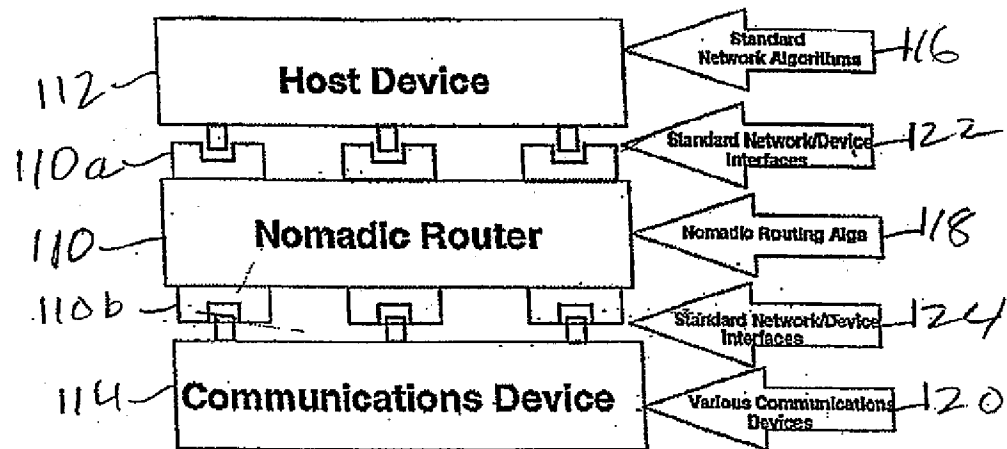 Standard
Network Algorithms
116
112
Host Device
122
110a
Standard Network/Device
Interfaces
110
Nomadic Router
Nomadic Routing Algs
118
110b
Standard Network/Device
Interfaces
124
114
Communications Device
Various Communications
Devices
120